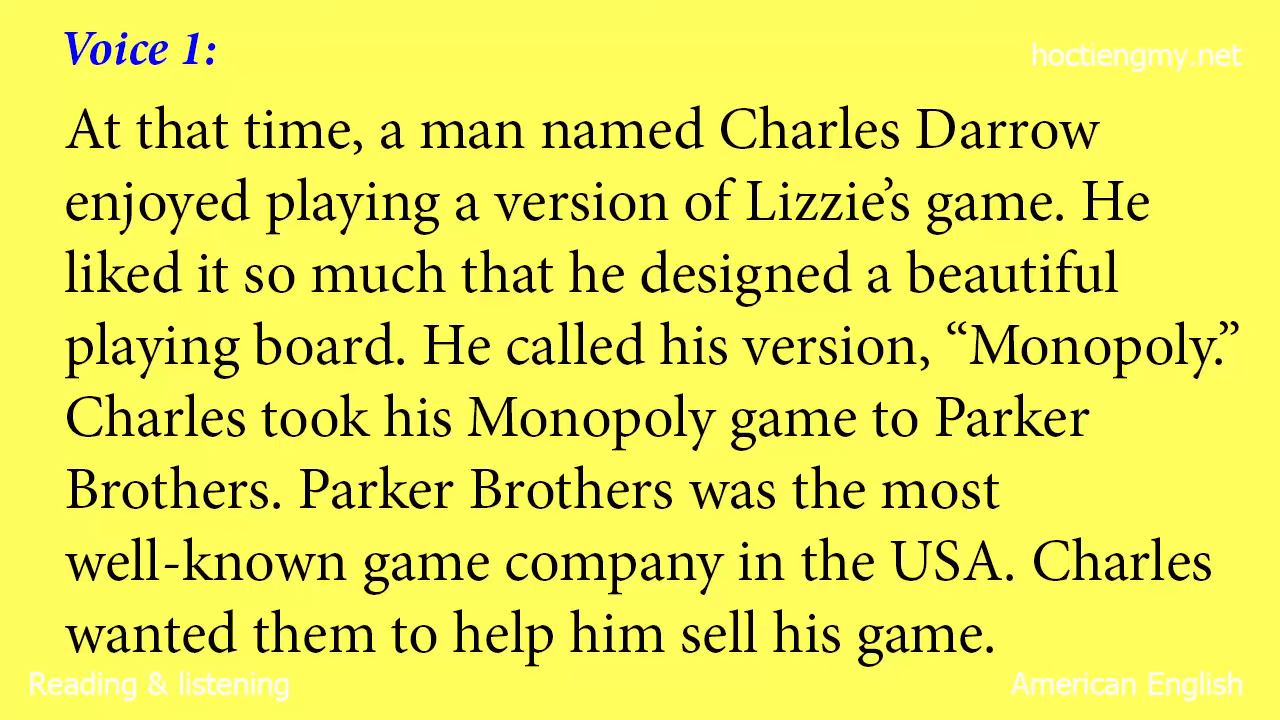 Voice 1:
hoctiengmy.net
At that time, a man named Charles Darrow
enjoyed playing a version of Lizzie’s game. He
liked it so much that he designed a beautiful
playing board. He called his version, “Monopoly.”
Charles took his Monopoly game to Parker
Brothers. Parker Brothers was the most
well-known game company in the USA. Charles
wanted them to help him sell his game.
Reading & listening
American English